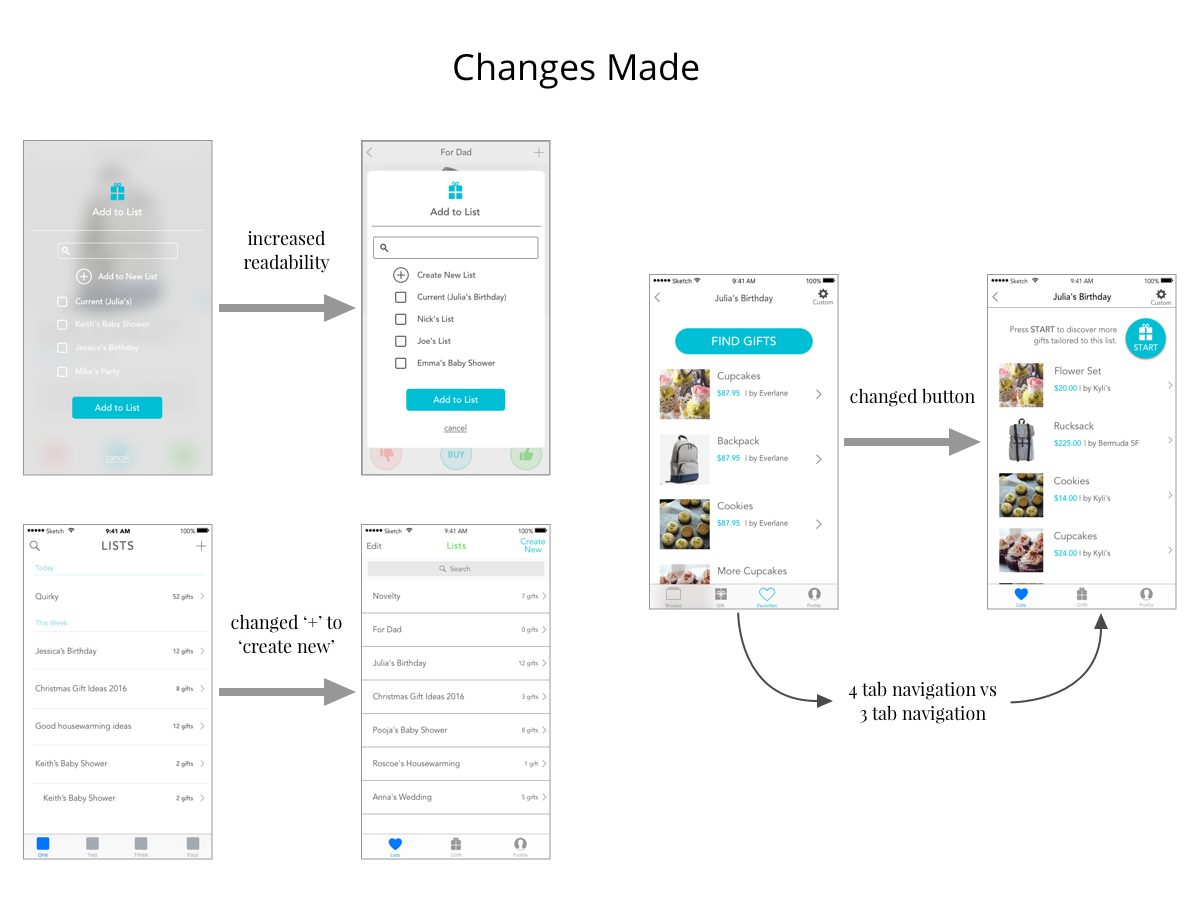 Changes Made
Add to List
Add to New List
Current (Julia's)
Keith's Baby Shower
Jessica's Birthday
Mike's Party
Add to List
cancel
increased
readability
For Dad
Add to List
Create New List
Current (Julia's Birthday)
Nick's List
Joe's List
Emma's Baby Shower
Add to List
cancel
BUY
Sketch 9:41 AM 100%
LISTS
Today
Quirky 52 gifts
This Week
Jessica's Birthday 12 gifts
Christmas Gift Ideas 2016 8 gifts
Good housewarming ideas 12 gifts
Keith's Baby Shower 2 gifts
Keith's Baby Shower 2 gifts
One Two Three Four
changed ‘+’ to
‘create new’
Sketch 9:41 AM 100%
Edit Lists Create
New
Search
Novelty 7 gifts
For Dad 0 gifts
Julia's Birthday 12 gifts
Christmas Gift Ideas 2016 3 gifts
Pooja's Baby Shower 8 gifts
Roscoe's Housewarming 1 gift
Anna's Wedding 5 gifts
Lists Gifts Profile
Sketch 9:41 AM 100%
Julia's Birthday
Custom
FIND GIFTS
Cupcakes
$87.95 | by Everlane
Backpack
$87.95 | by Everlane
Cookies
$87.95 | by Everlane
More Cupcakes
Browse Gift Favorites Profile
changed button
Sketch 9:41 AM 100%
Julia's Birthday
Custom
Press START to discover more
gifts tailored to this list.
START
Flower Set
$20.00 | by Kyli's
Rucksack
$225.00 | by Bermuda SF
Cookies
$14.00 | by Kyli's
Cupcakes
$24.00 | by Kyli's
Lists Gifts Profile
4 tab navigation vs
3 tab navigation